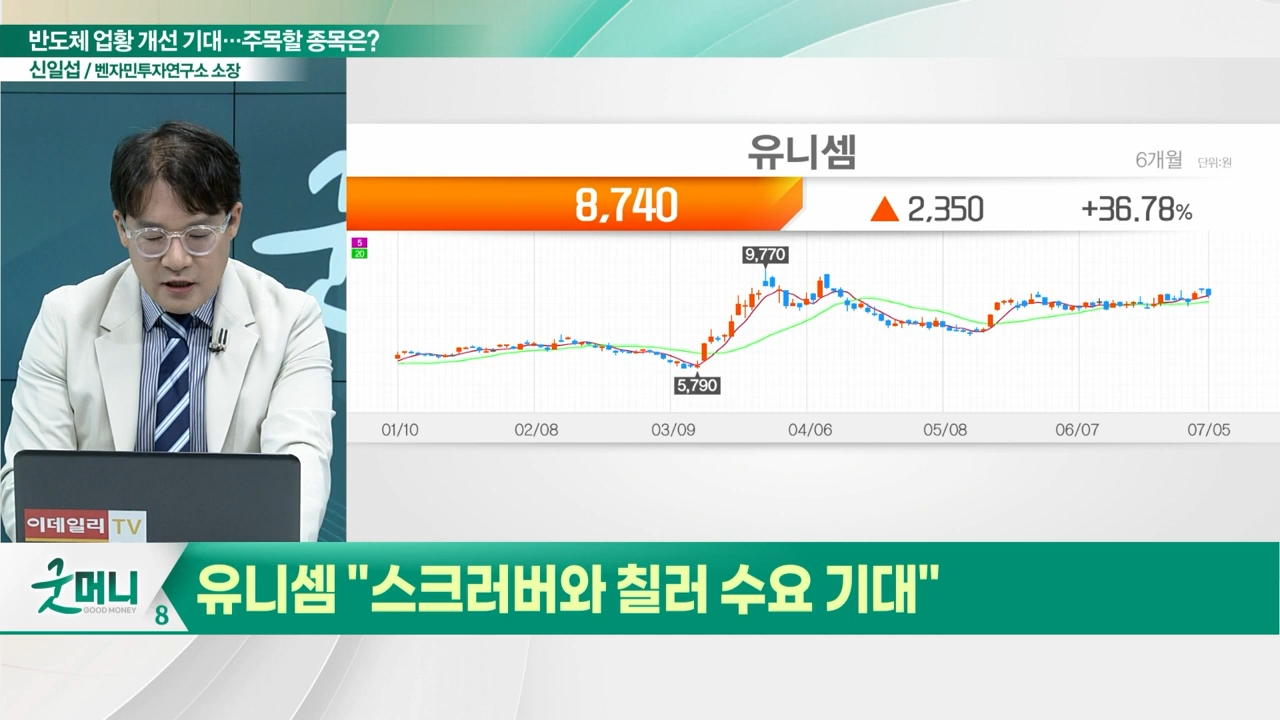 반도체 업황 개선 기대…주목할 종목은?
신일섭 / 벤자민투자연구소 소장
유니셈
6개월 단위:원
8,740 ▲ 2,350 +36.78%
5
20
9,770
5,790
01/10 02/08 03/09 04/06 05/08 06/07 07/05
이데일리TV
굿머니
GOOD MONEY
8
유니셈 "스크러버와 칠러 수요 기대"